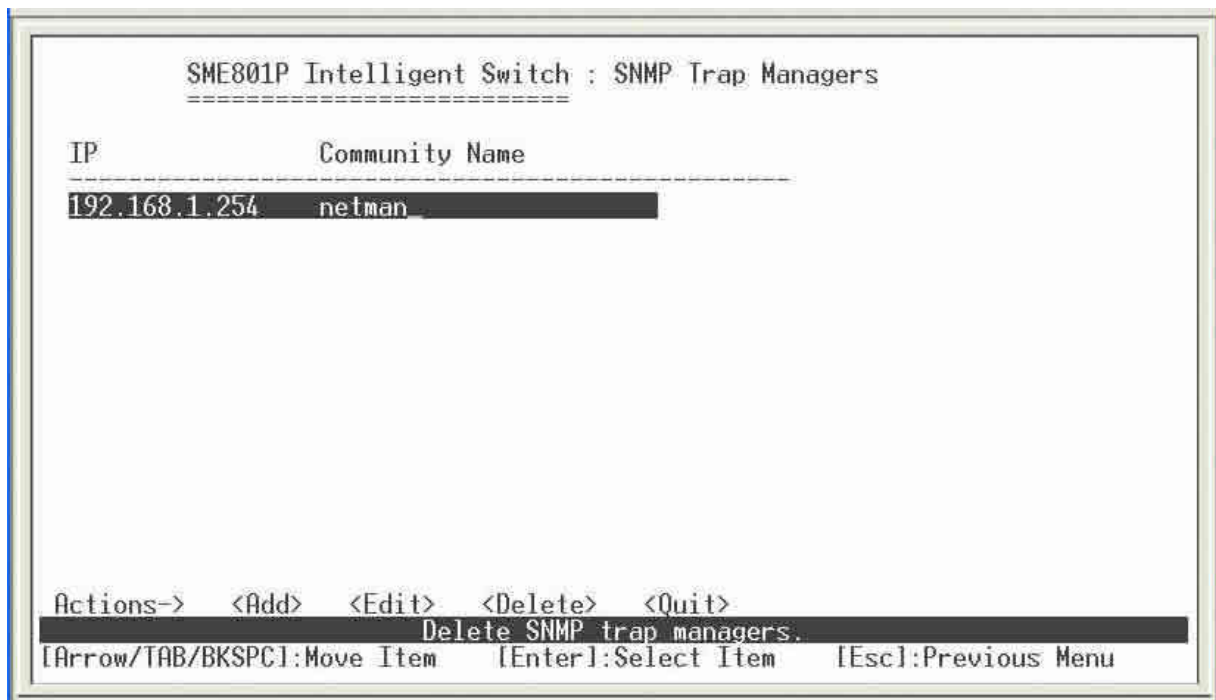 SME801P Intelligent Switch : SNMP Trap Managers
==========================
IP Community Name
-------------------------------------------------
192.168.1.254 netman_
Actions-> <Add> <Edit> <Delete> <Quit>
Delete SNMP trap managers.
[Arrow/TAB/BKSPC]:Move Item [Enter]:Select Item [Esc]:Previous Menu